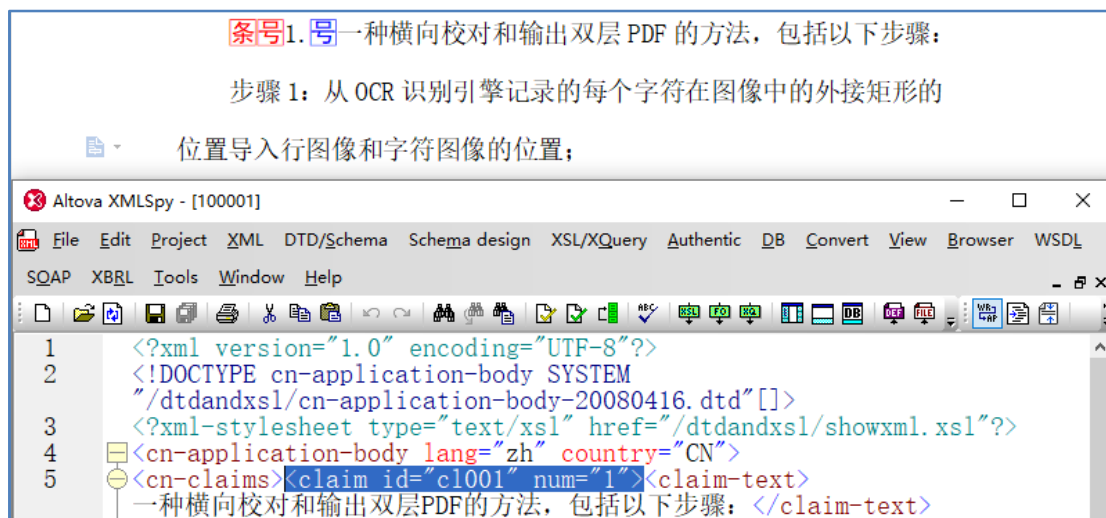 条号1.号一种横向校对和输出双层PDF的方法，包括以下步骤：
步骤1：从OCR识别引擎记录的每个字符在图像中的外接矩形的
位置导入行图像和字符图像的位置；
Altova XMLSpy - [100001]
File Edit Project XML DTD/Schema Schema design XSL/XQuery Authentic DB Convert View Browser WSDL
SOAP XBRL Tools Window Help
1 <?xml version="1.0" encoding="UTF-8"?>
2 <!DOCTYPE cn-application-body SYSTEM
"/dtdandxsl/cn-application-body-20080416.dtd"[]>
3 <?xml-stylesheet type="text/xsl" href="/dtdandxsl/showxml.xsl"?>
4 <cn-application-body lang="zh" country="CN">
5 <cn-claims><claim id="cl001" num="1"><claim-text>
一种横向校对和输出双层PDF的方法，包括以下步骤：</claim-text>